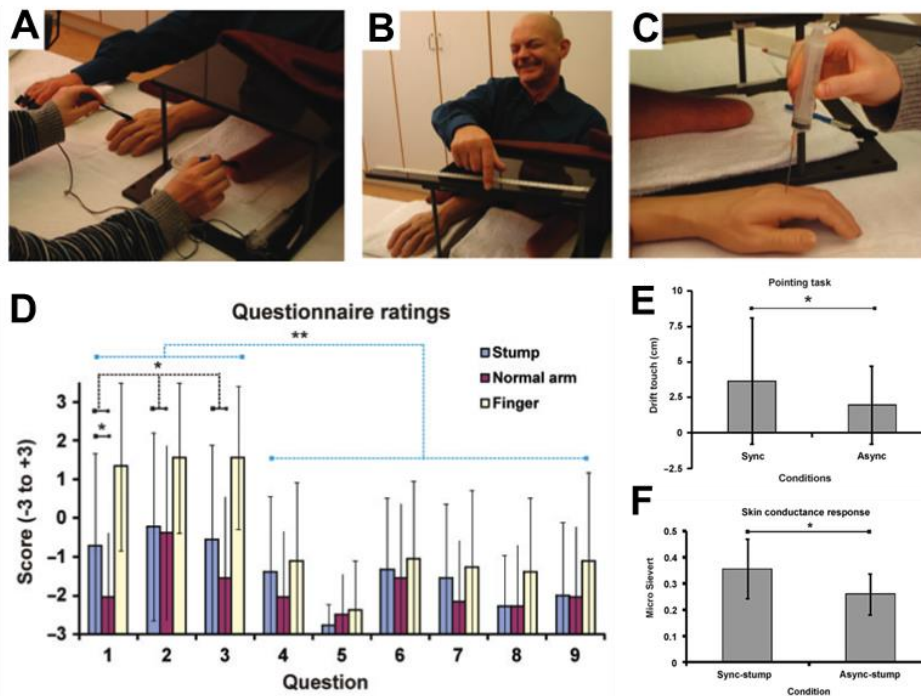 A
B
C
D
Questionnaire ratings
**
*
*
Stump
Normal arm
Finger
Score (-3 to +3)
3
2
1
0
−1
−2
−3
1 2 3 4 5 6 7 8 9
Question
E
Pointing task
*
Drift touch (cm)
10
7.5
5
2.5
0
−2.5
Sync Async
Conditions
F
Skin conductance response
*
Micro Sievert
0.5
0.4
0.3
0.2
0.1
0
Sync-stump Async-stump
Condition